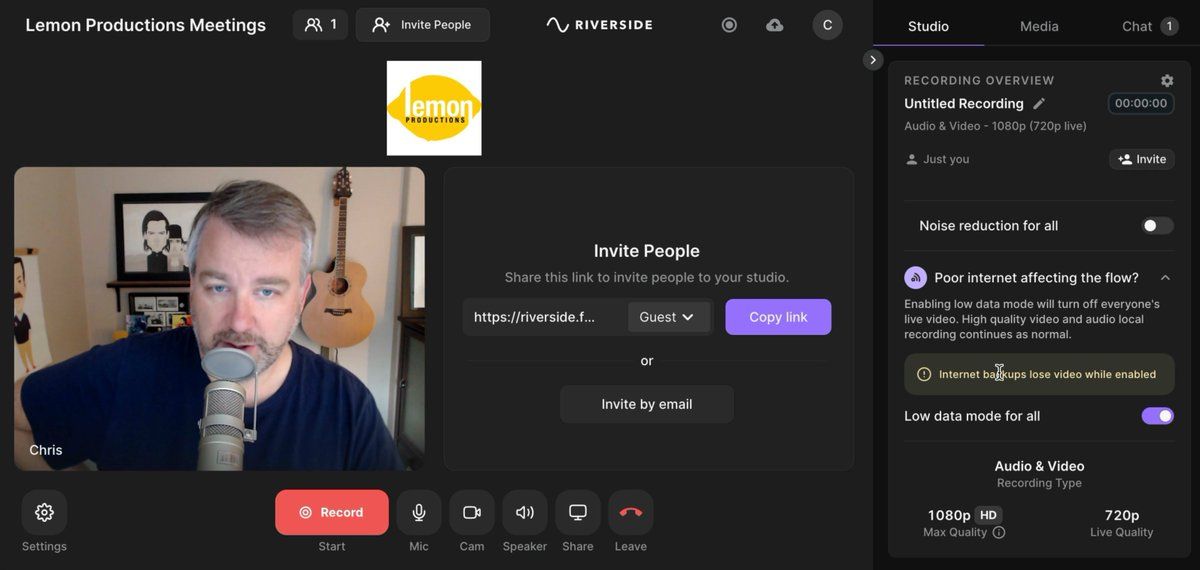 Lemon Productions Meetings
1
Invite People
RIVERSIDE
C
lemon
PRODUCTIONS
Chris
Invite People
Share this link to invite people to your studio.
https://riverside.f...
Guest
Copy link
or
Invite by email
Settings
Record
Start
Mic
Cam
Speaker
Share
Leave
Studio
Media
Chat 1
RECORDING OVERVIEW
Untitled Recording
00:00:00
Audio & Video - 1080p (720p live)
Just you
Invite
Noise reduction for all
Poor internet affecting the flow?
Enabling low data mode will turn off everyone's
live video. High quality video and audio local
recording continues as normal.
Internet backups lose video while enabled
Low data mode for all
Audio & Video
Recording Type
1080p HD
Max Quality
720p
Live Quality